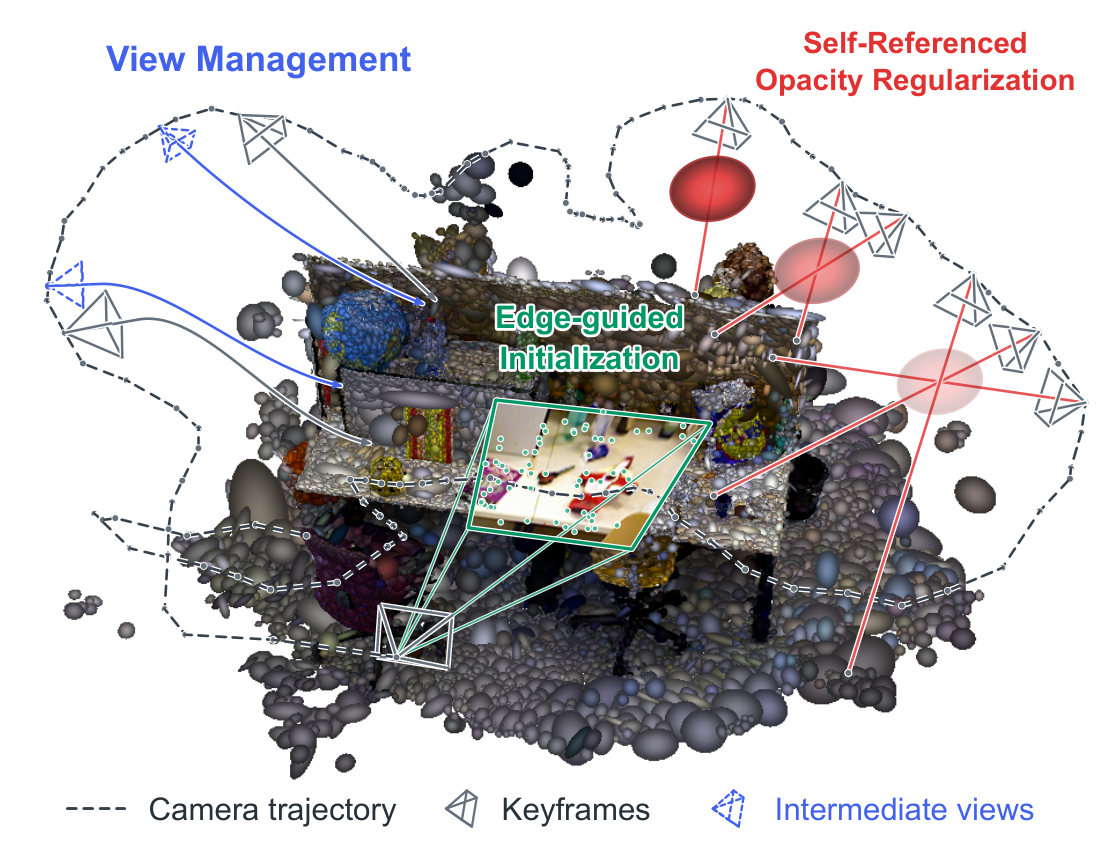 View Management
Self-Referenced
Opacity Regularization
Edge-guided
Initialization
Camera trajectory
Keyframes
Intermediate views